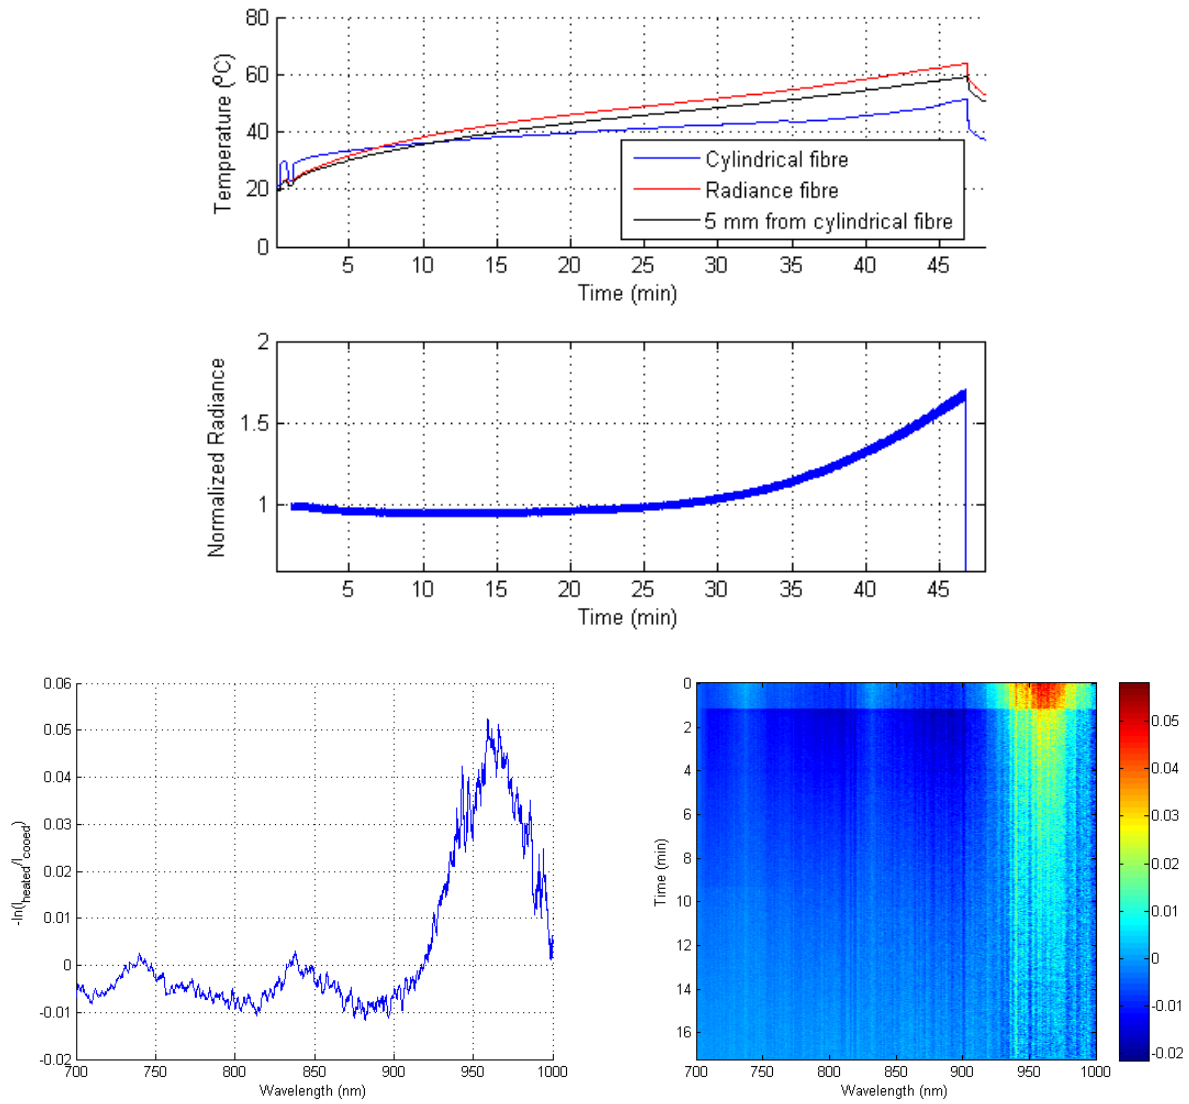 80
60
40
20
0
Temperature (ºC)
Cylindrical fibre
Radiance fibre
5 mm from cylindrical fibre
5 10 15 20 25 30 35 40 45
Time (min)
2
1.5
1
Normalized Radiance
5 10 15 20 25 30 35 40 45
Time (min)
0.06
0.05
0.04
0.03
0.02
0.01
0
-0.01
-0.02
-ln(Iheated/Icooed)
700 750 800 850 900 950 1000
Wavelength (nm)
0
2
4
6
8
10
12
14
16
Time (min)
700 750 800 850 900 950 1000
Wavelength (nm)
0.05
0.04
0.03
0.02
0.01
0
-0.01
-0.02